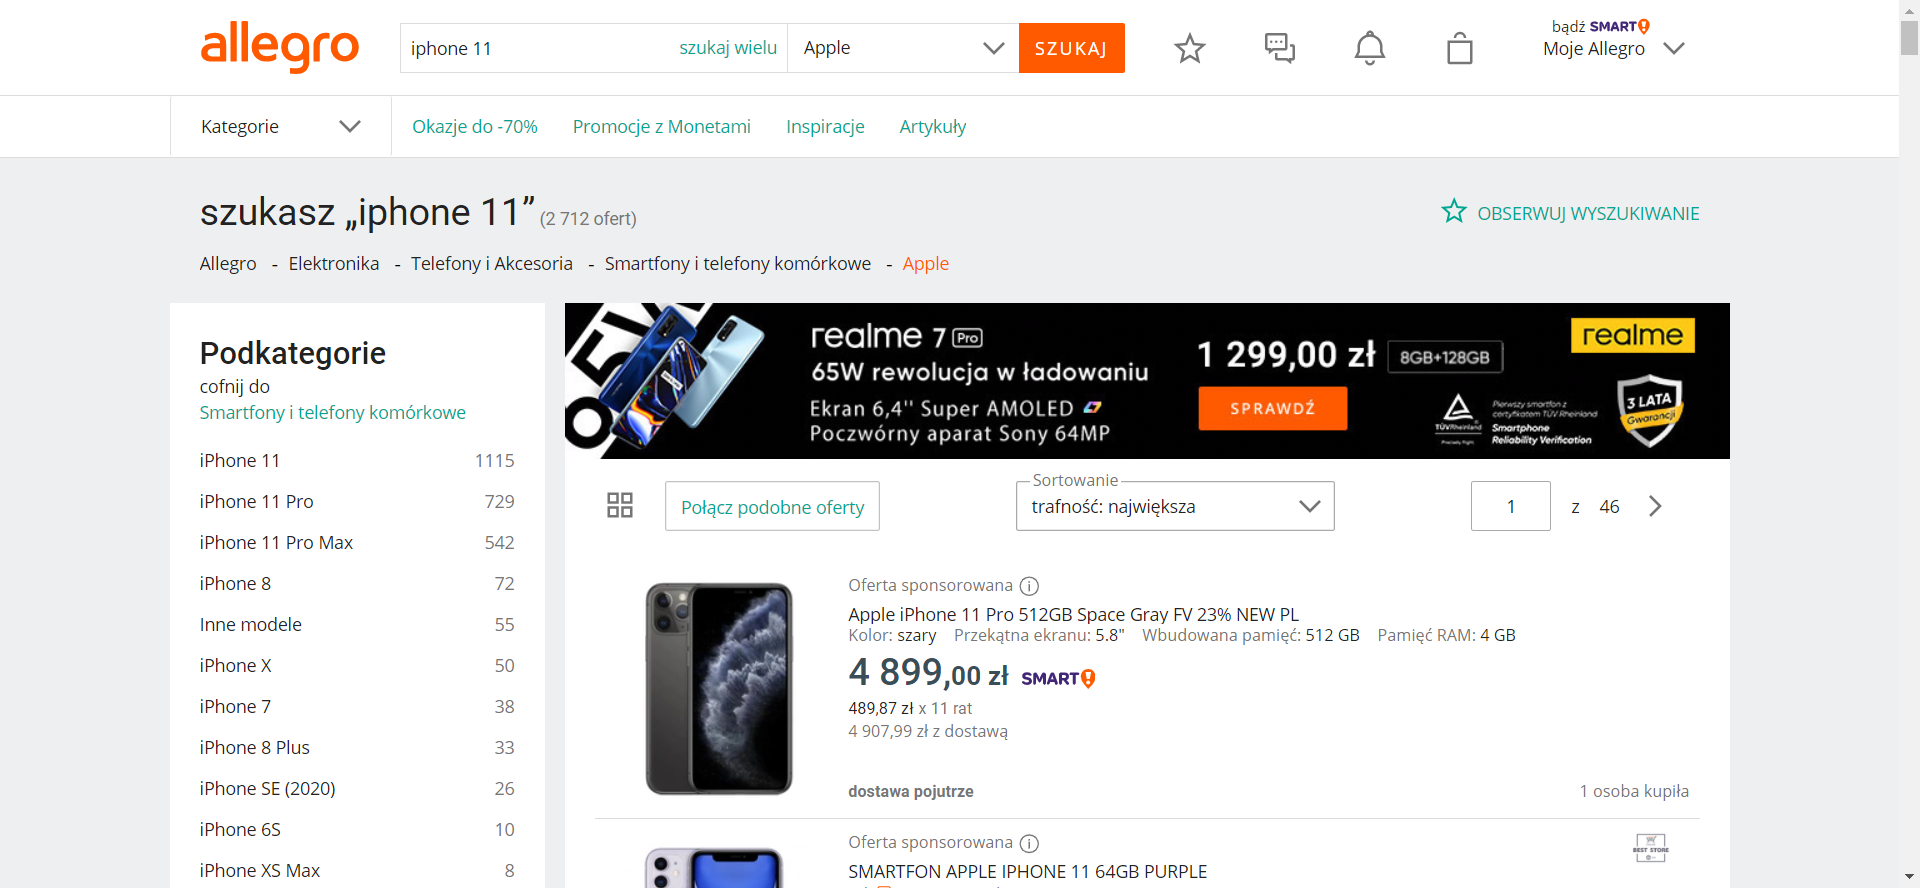 allegro
iphone 11
szukaj wielu
Apple
SZUKAJ
bądź SMART!
Moje Allegro
Kategorie
Okazje do -70%
Promocje z Monetami
Inspiracje
Artykuły
szukasz „iphone 11” (2 712 ofert)
OBSERWUJ WYSZUKIWANIE
Allegro - Elektronika - Telefony i Akcesoria - Smartfony i telefony komórkowe - Apple
Podkategorie
cofnij do
Smartfony i telefony komórkowe
iPhone 11 1115
iPhone 11 Pro 729
iPhone 11 Pro Max 542
iPhone 8 72
Inne modele 55
iPhone X 50
iPhone 7 38
iPhone 8 Plus 33
iPhone SE (2020) 26
iPhone 6S 10
iPhone XS Max 8
realme 7 Pro
65W rewolucja w ładowaniu
Ekran 6,4'' Super AMOLED
Poczwórny aparat Sony 64MP
1 299,00 zł 8GB+128GB
SPRAWDŹ
realme
TÜVRheinland
Pierwszy smartfon z
certyfikatem TÜV Rheinland
Smartphone
Reliability Verification
3 LATA
Gwarancji
Połącz podobne oferty
Sortowanie
trafność: największa
1 z 46
Oferta sponsorowana
Apple iPhone 11 Pro 512GB Space Gray FV 23% NEW PL
Kolor: szary Przekątna ekranu: 5.8" Wbudowana pamięć: 512 GB Pamięć RAM: 4 GB
4 899,00 zł SMART!
489,87 zł x 11 rat
4 907,99 zł z dostawą
dostawa pojutrze
1 osoba kupiła
Oferta sponsorowana
SMARTFON APPLE IPHONE 11 64GB PURPLE
BEST STORE